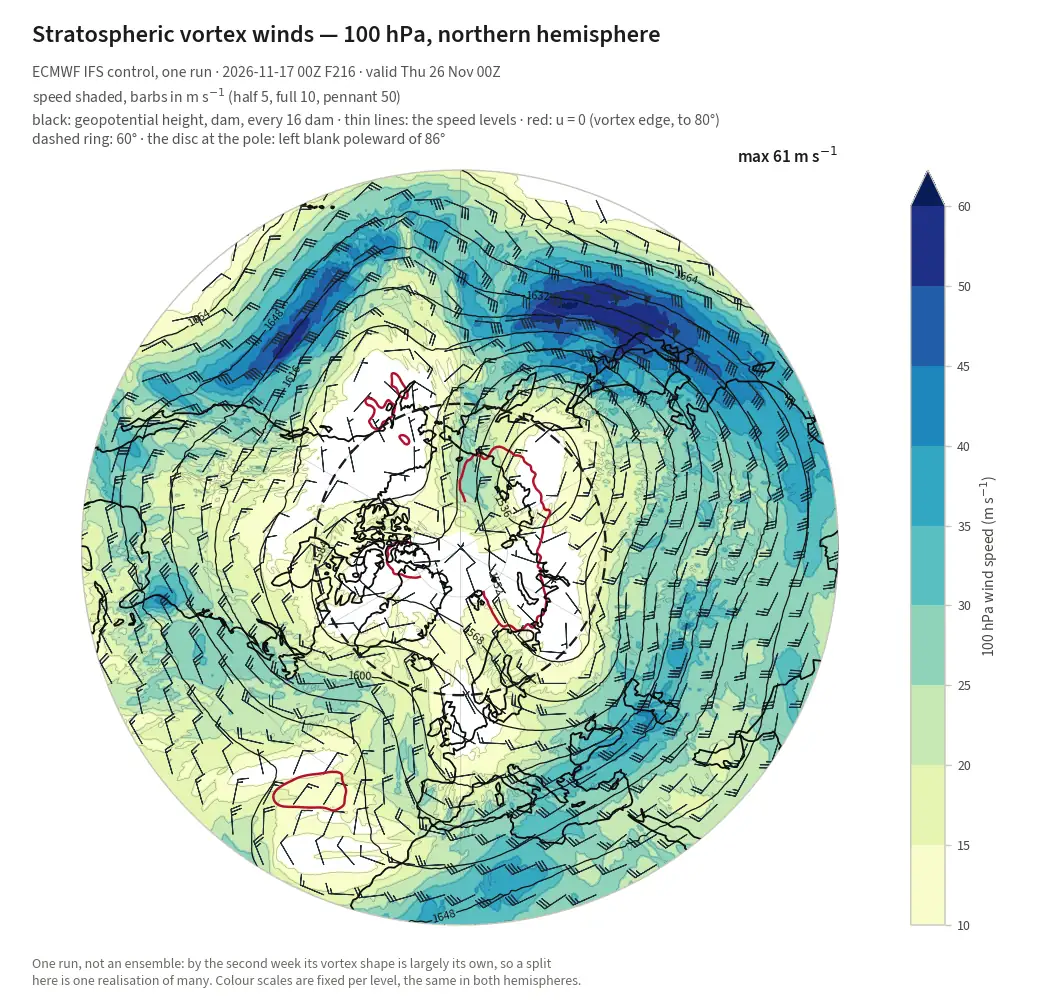 Stratospheric vortex winds — 100 hPa, northern hemisphere
ECMWF IFS control, one run · 2026-11-17 00Z F216 · valid Thu 26 Nov 00Z
speed shaded, barbs in m s⁻¹ (half 5, full 10, pennant 50)
black: geopotential height, dam, every 16 dam · thin lines: the speed levels · red: u = 0 (vortex edge, to 80°)
dashed ring: 60° · the disc at the pole: left blank poleward of 86°
max 61 m s⁻¹
60
50
45
40
35
30
25
20
15
10
100 hPa wind speed (m s⁻¹)
1664
1632
1664
1648
1616
1536
1568
1600
1648
One run, not an ensemble: by the second week its vortex shape is largely its own, so a split
here is one realisation of many. Colour scales are fixed per level, the same in both hemispheres.